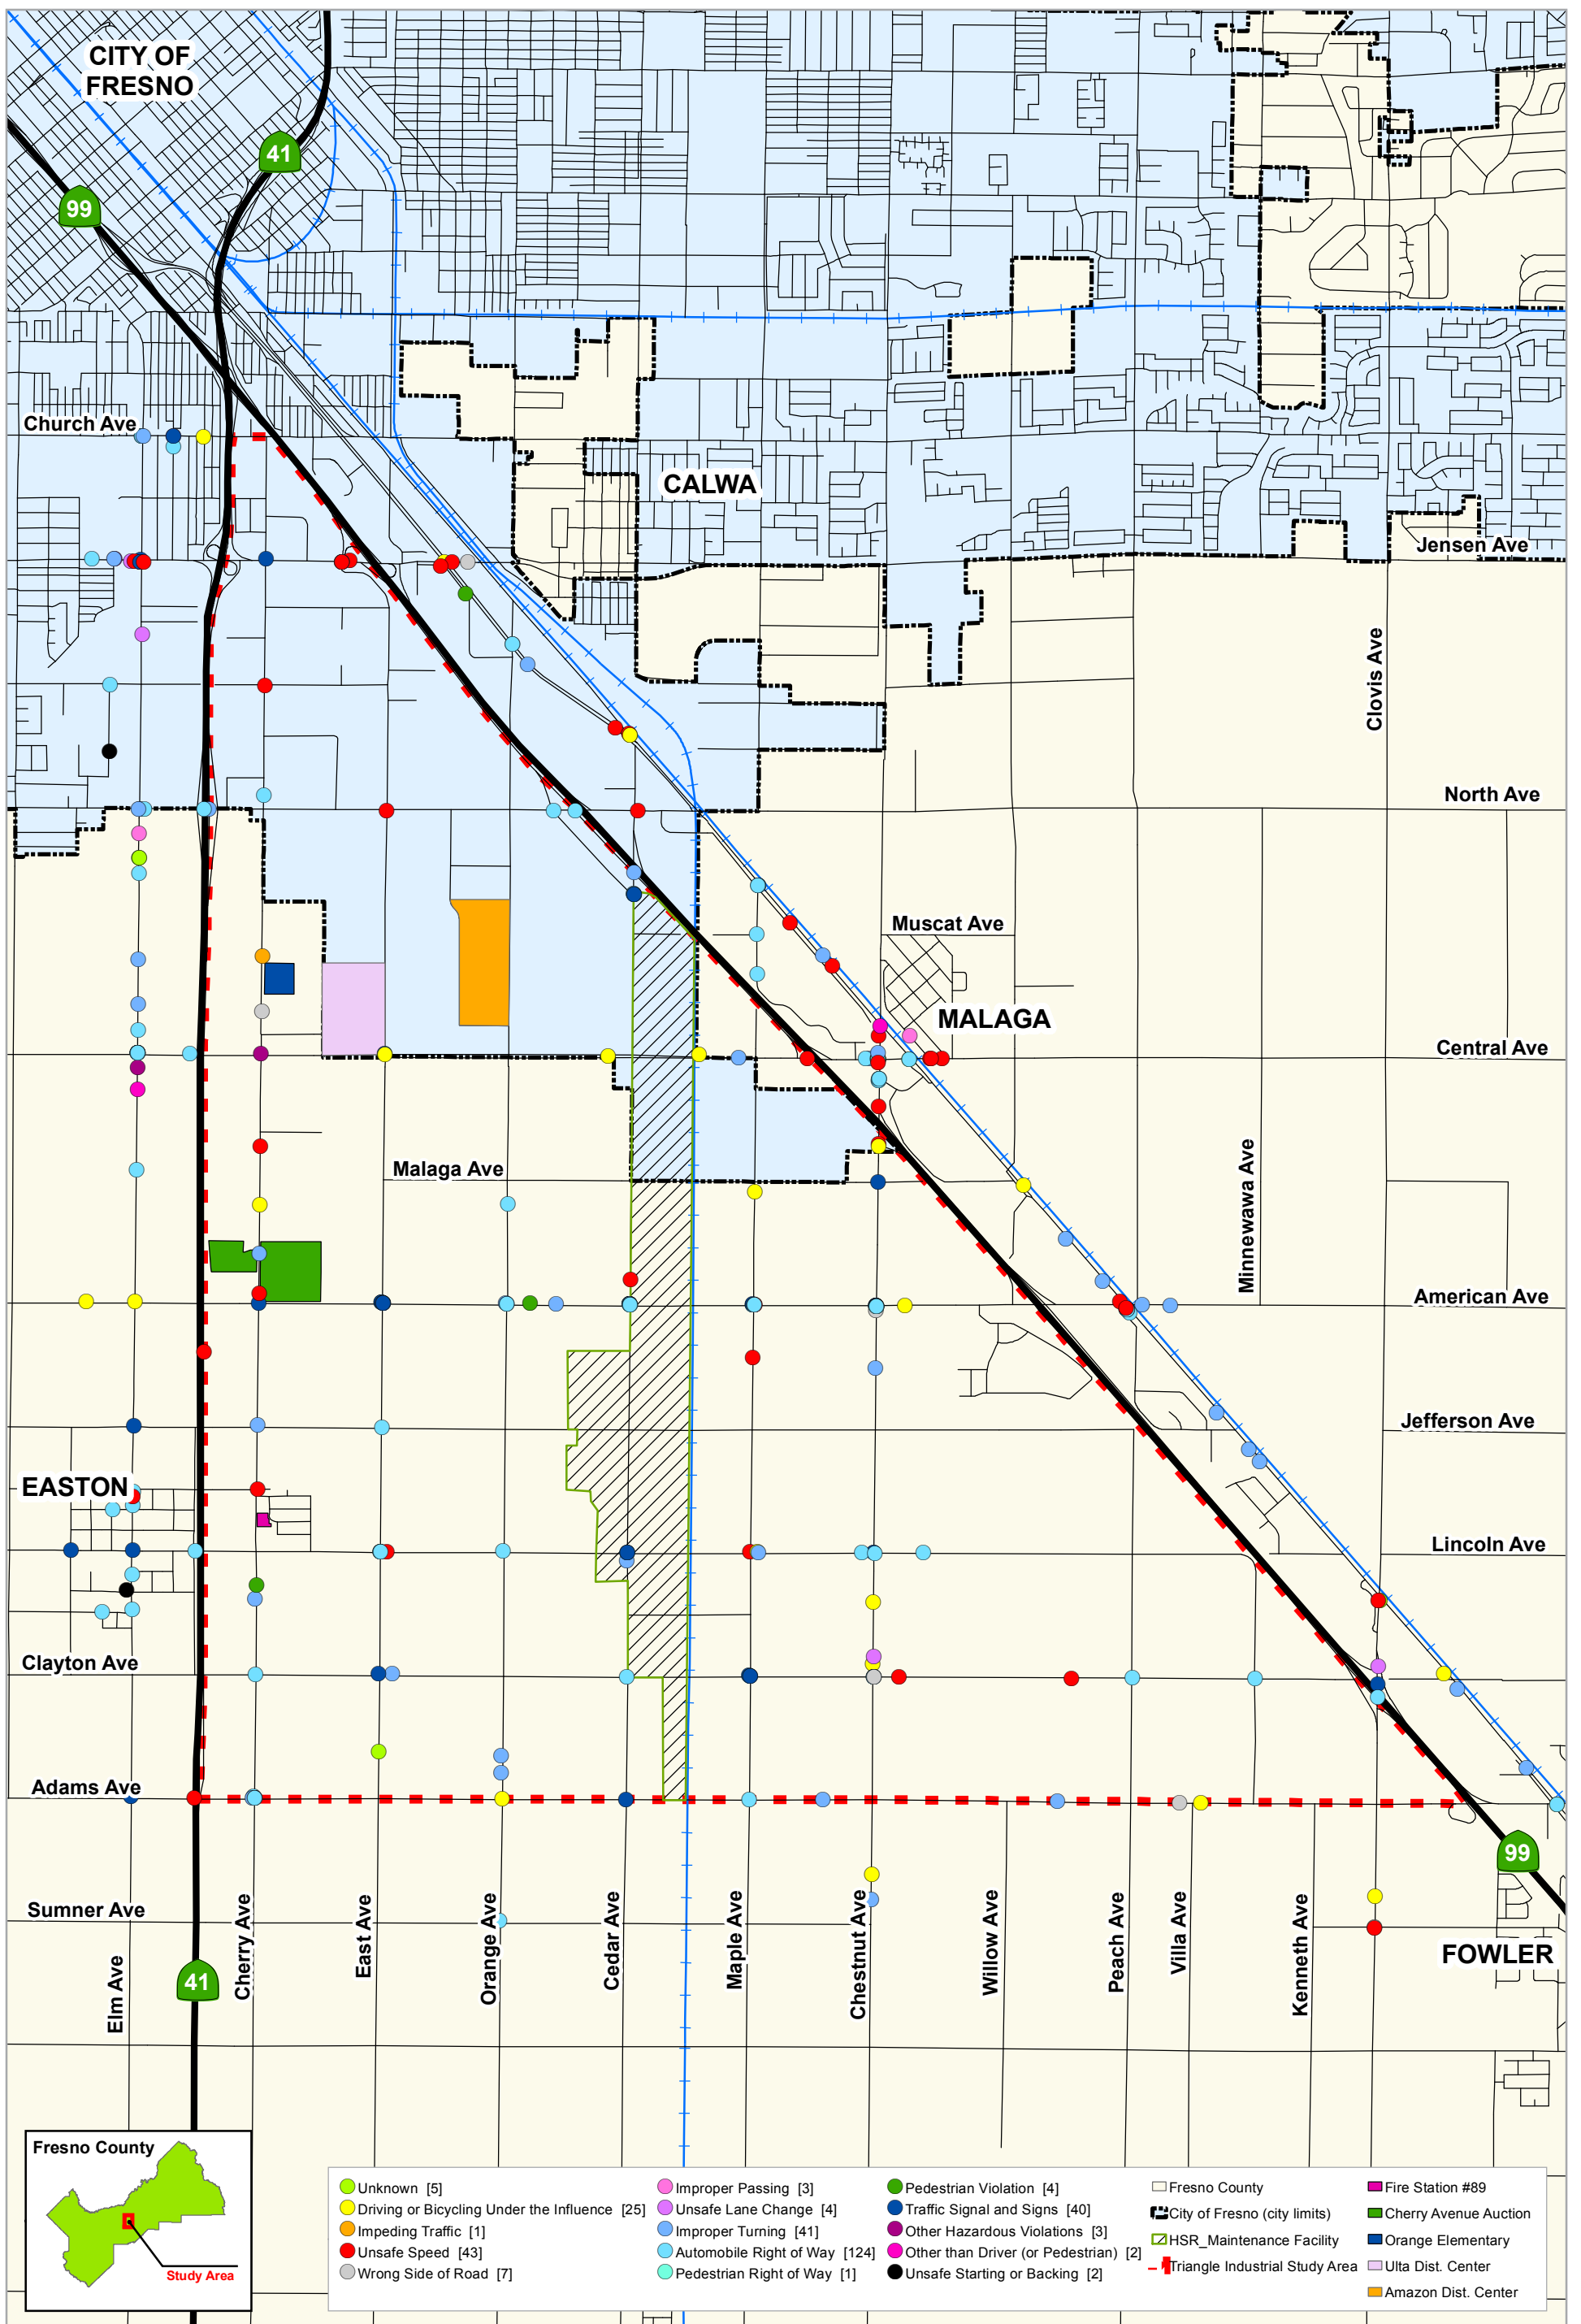 CITY OF
FRESNO
41
99
Church Ave
CALWA
Jensen Ave
Clovis Ave
North Ave
Muscat Ave
MALAGA
Central Ave
Malaga Ave
Minnewawa Ave
American Ave
Jefferson Ave
EASTON
Lincoln Ave
Clayton Ave
Adams Ave
99
Sumner Ave
Elm Ave
Cherry Ave
East Ave
Orange Ave
Cedar Ave
Maple Ave
Chestnut Ave
Willow Ave
Peach Ave
Villa Ave
Kenneth Ave
FOWLER
41
Fresno County
Study Area
Unknown [5]
Driving or Bicycling Under the Influence [25]
Impeding Traffic [1]
Unsafe Speed [43]
Wrong Side of Road [7]
Improper Passing [3]
Unsafe Lane Change [4]
Improper Turning [41]
Automobile Right of Way [124]
Pedestrian Right of Way [1]
Pedestrian Violation [4]
Traffic Signal and Signs [40]
Other Hazardous Violations [3]
Other than Driver (or Pedestrian) [2]
Unsafe Starting or Backing [2]
Fresno County
City of Fresno (city limits)
HSR_Maintenance Facility
Triangle Industrial Study Area
Fire Station #89
Cherry Avenue Auction
Orange Elementary
Ulta Dist. Center
Amazon Dist. Center